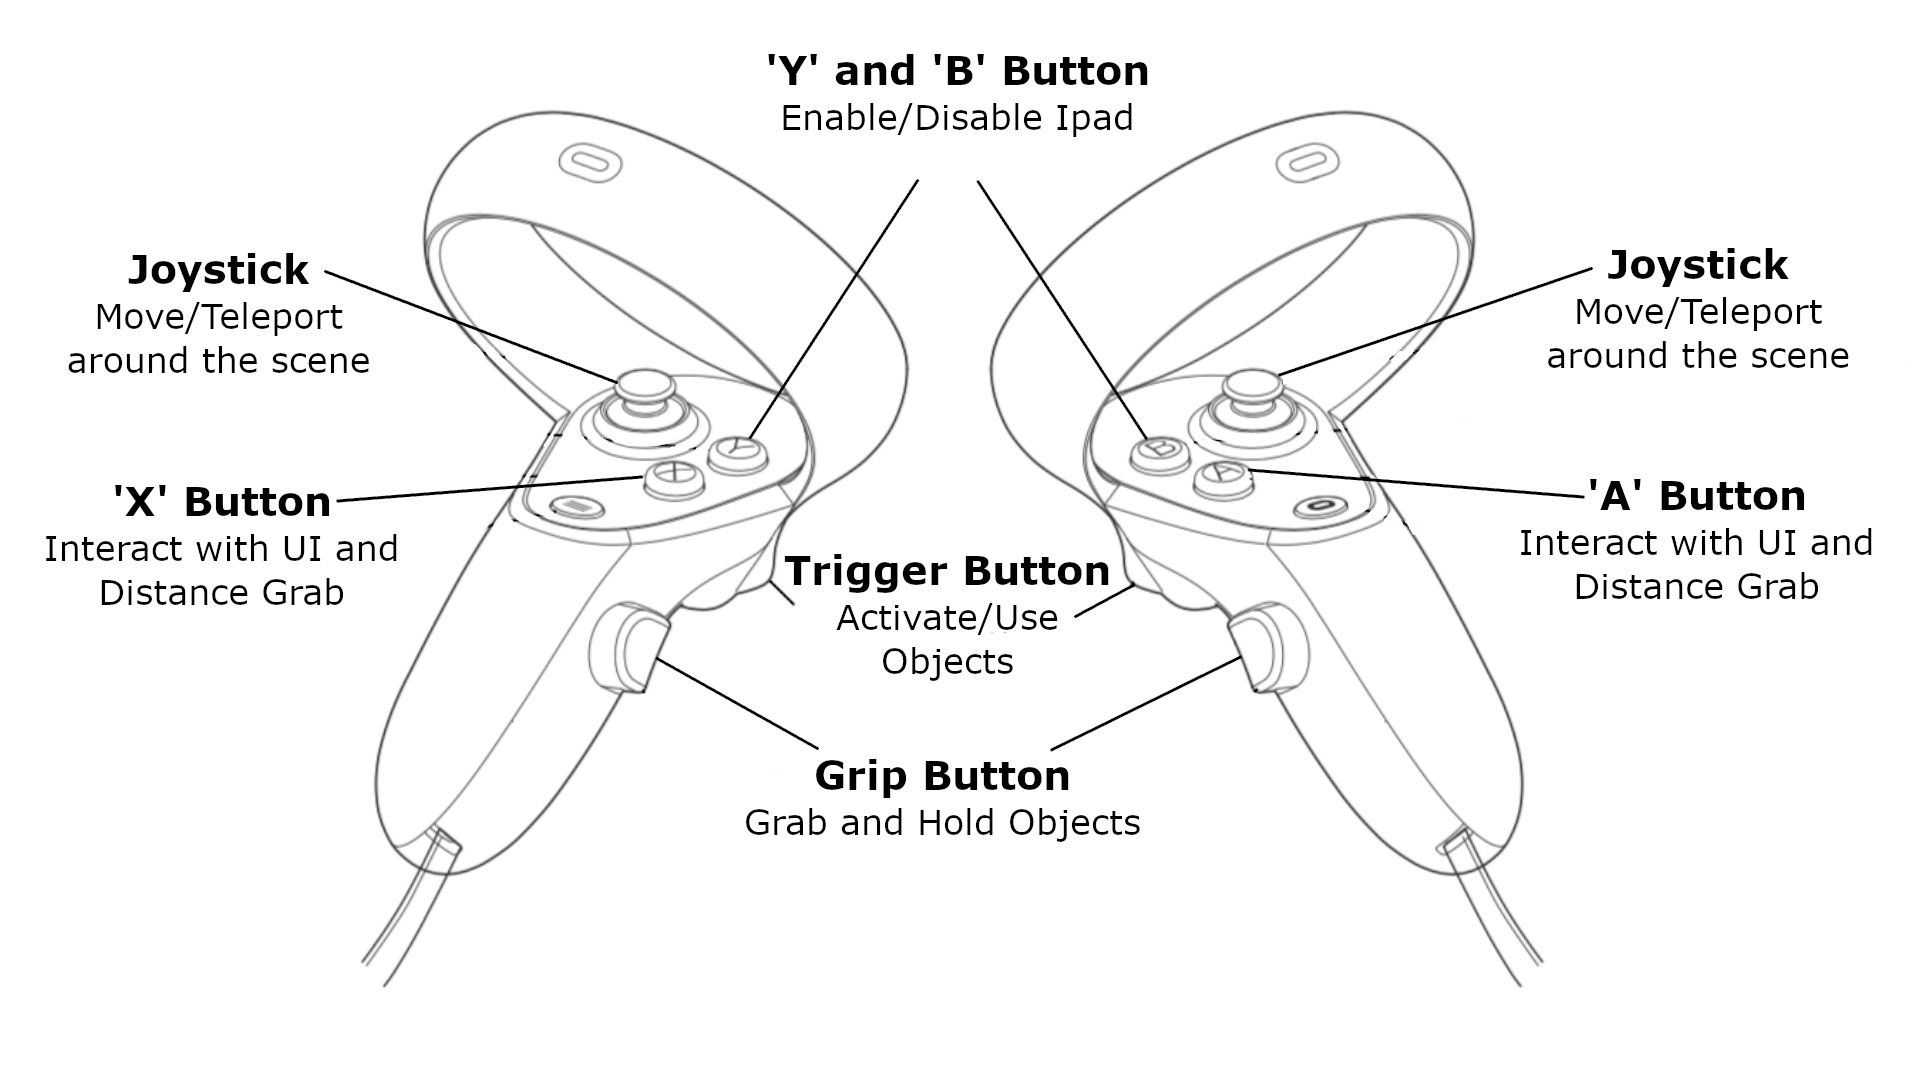 'Y' and 'B' Button
Enable/Disable Ipad
Joystick
Move/Teleport
around the scene
Joystick
Move/Teleport
around the scene
Y
B
X
A
'X' Button
Interact with UI and
Distance Grab
'A' Button
Interact with UI and
Distance Grab
Trigger Button
Activate/Use
Objects
Grip Button
Grab and Hold Objects